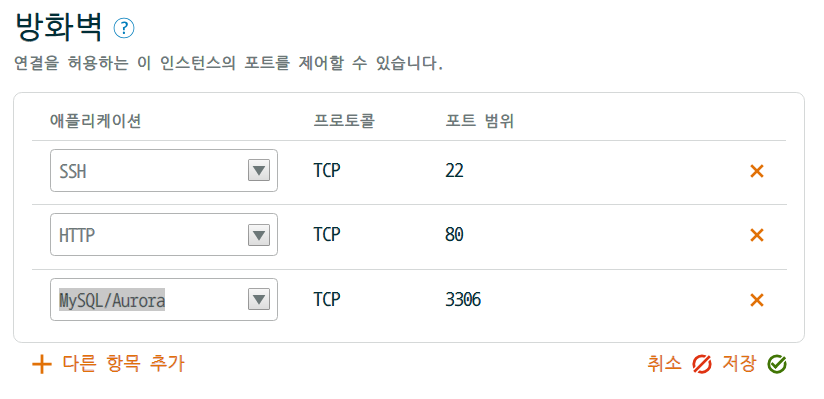 방화벽 ?
연결을 허용하는 이 인스턴스의 포트를 제어할 수 있습니다.
애플리케이션 프로토콜 포트 범위
SSH TCP 22
HTTP TCP 80
MySQL/Aurora TCP 3306
다른 항목 추가 취소 저장